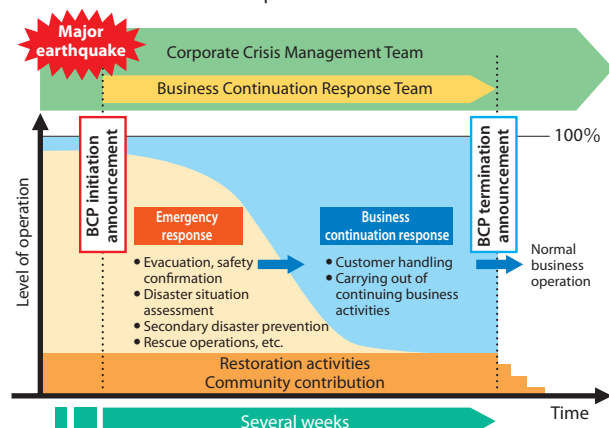 Major
earthquake
Corporate Crisis Management Team
Business Continuation Response Team
100%
Level of operation
BCP initiation
announcement
Emergency
response
• Evacuation, safety
confirmation
• Disaster situation
assessment
• Secondary disaster prevention
• Rescue operations, etc.
Business
continuation response
• Customer handling
• Carrying out of
continuing business
activities
BCP termination
announcement
Normal
business
operation
Restoration activities
Community contribution
Time
Several weeks